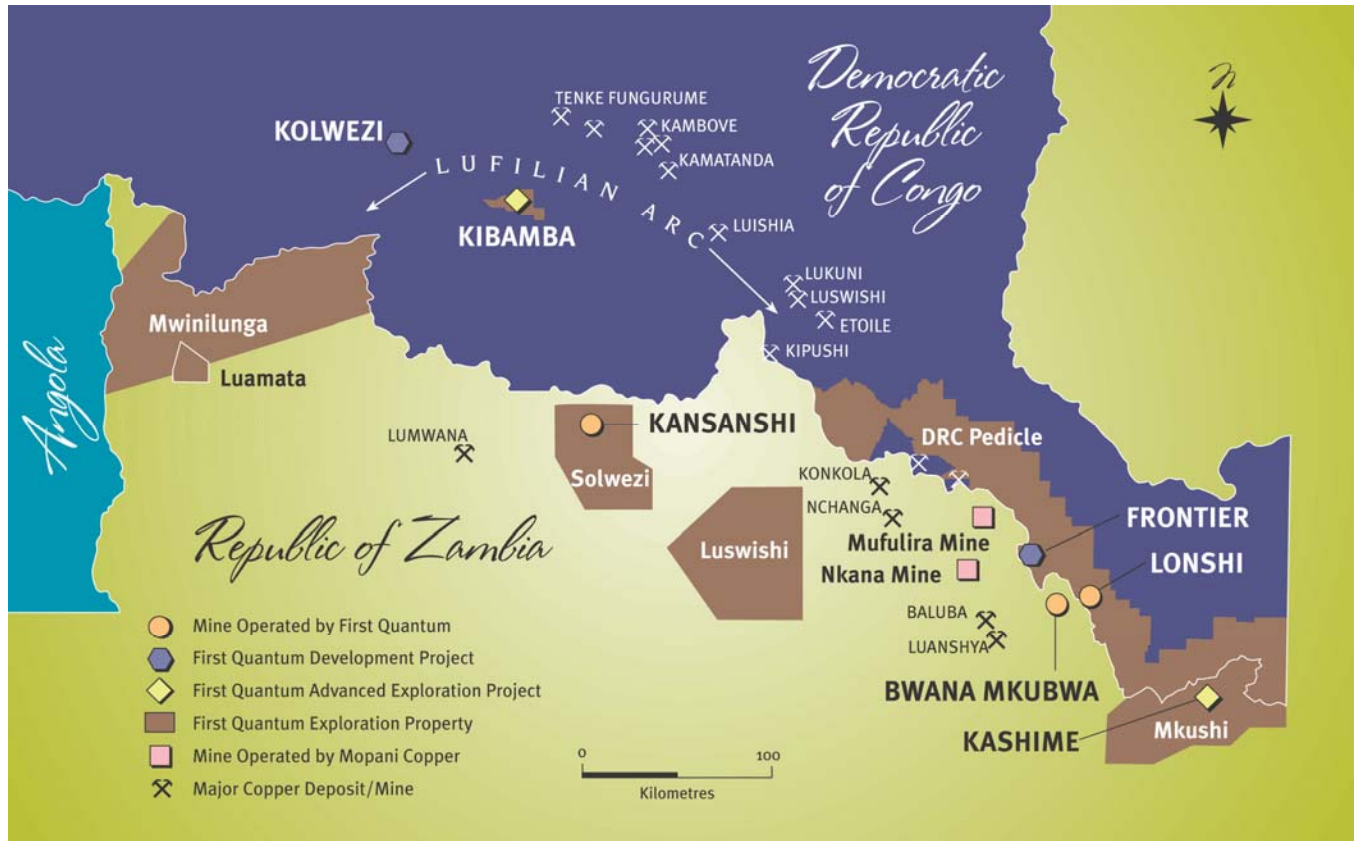 Democratic
Republic
of Congo
N
TENKE FUNGURUME
KOLWEZI
KAMBOVE
KAMATANDA
LUFILIAN ARC
KIBAMBA
LUISHIA
LUKUNI
LUSWISHI
ETOILE
KIPUSHI
Angola
Mwinilunga
Luamata
LUMWANA
KANSANSHI
Solwezi
DRC Pedicle
KONKOLA
NCHANGA
Luswishi
Mufulira Mine
Nkana Mine
FRONTIER
LONSHI
BALUBA
LUANSHYA
BWANA MKUBWA
KASHIME
Mkushi
Republic of Zambia
Mine Operated by First Quantum
First Quantum Development Project
First Quantum Advanced Exploration Project
First Quantum Exploration Property
Mine Operated by Mopani Copper
Major Copper Deposit/Mine
0 100
Kilometres